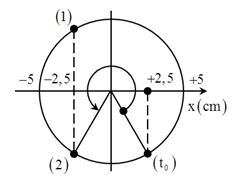 (1)
−5 −2,5 +2,5 +5
x(cm)
(2) (t₀)